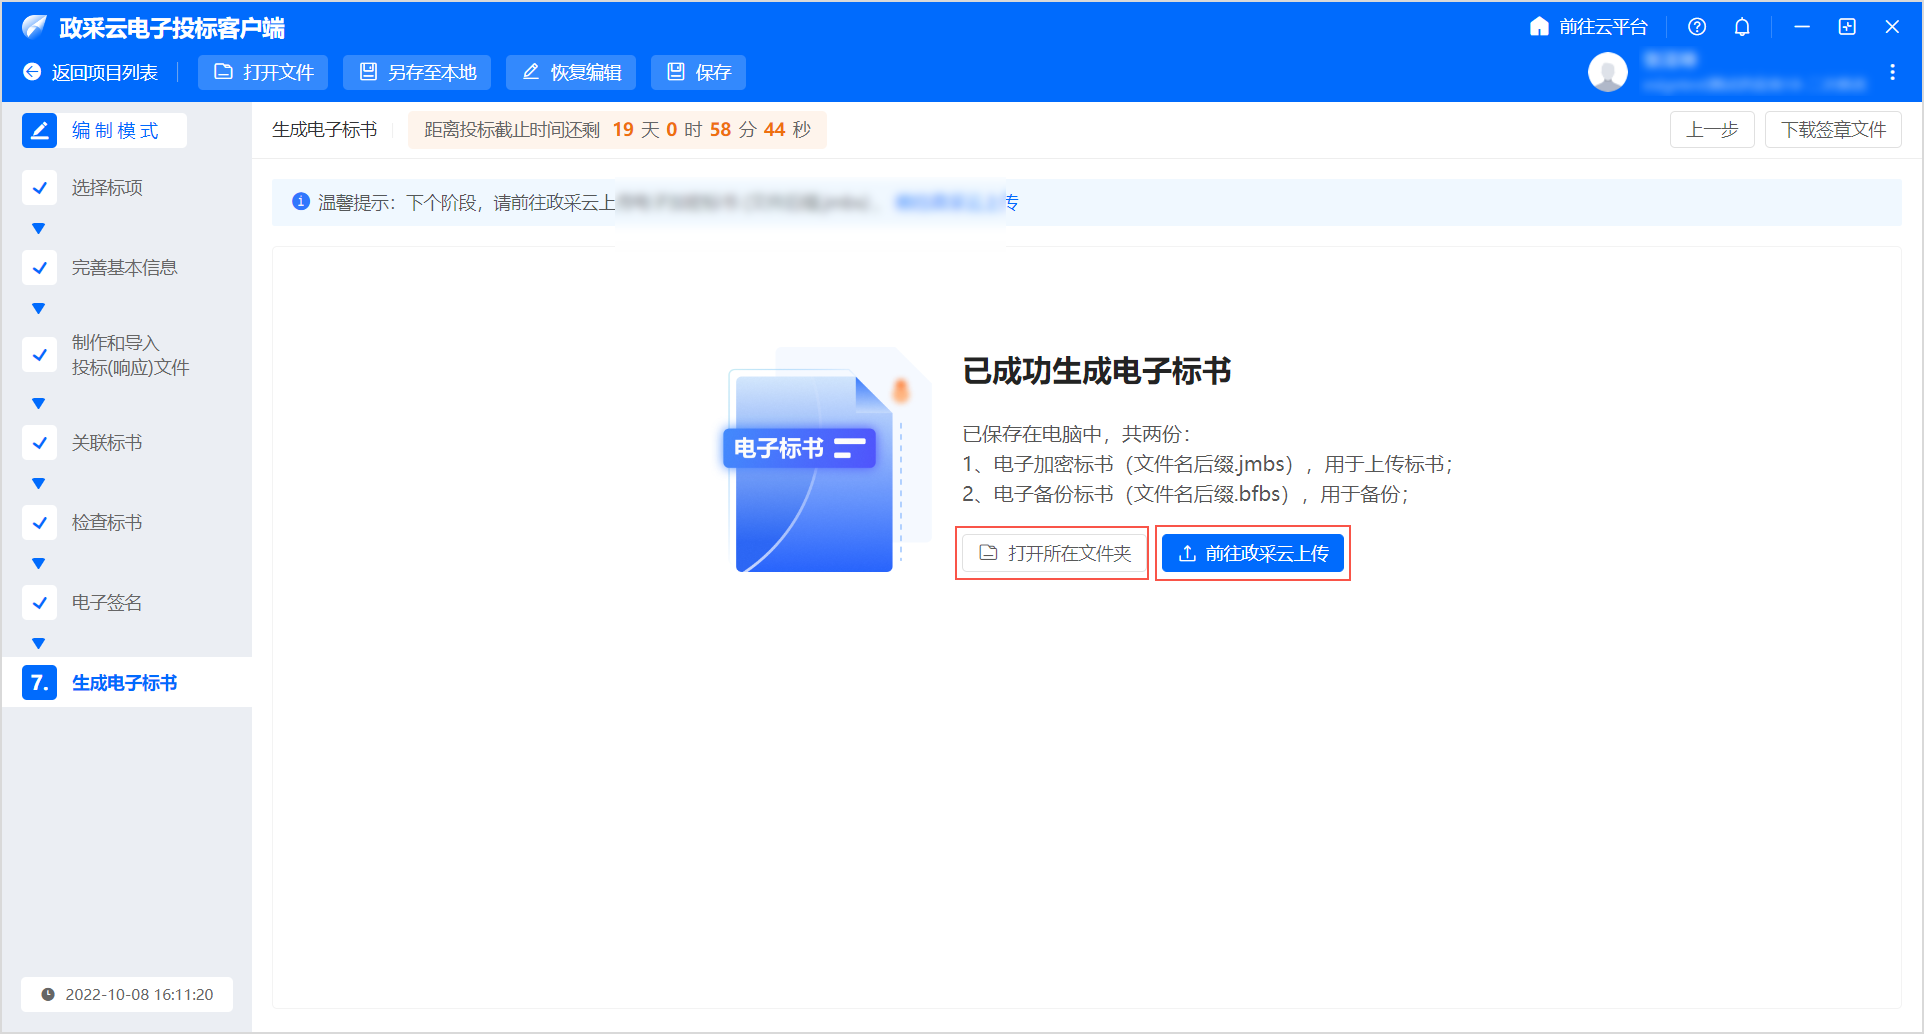 政采云电子投标客户端
前往云平台
返回项目列表
打开文件
另存至本地
恢复编辑
保存
编制模式
生成电子标书
距离投标截止时间还剩 19 天 0 时 58 分 44 秒
上一步
下载签章文件
选择标项
温馨提示：下个阶段，请前往政采云上
传
完善基本信息
制作和导入
投标(响应)文件
关联标书
检查标书
电子签名
7. 生成电子标书
电子标书
已成功生成电子标书
已保存在电脑中，共两份：
1、电子加密标书（文件名后缀.jmbs），用于上传标书；
2、电子备份标书（文件名后缀.bfbs），用于备份；
打开所在文件夹
前往政采云上传
2022-10-08 16:11:20